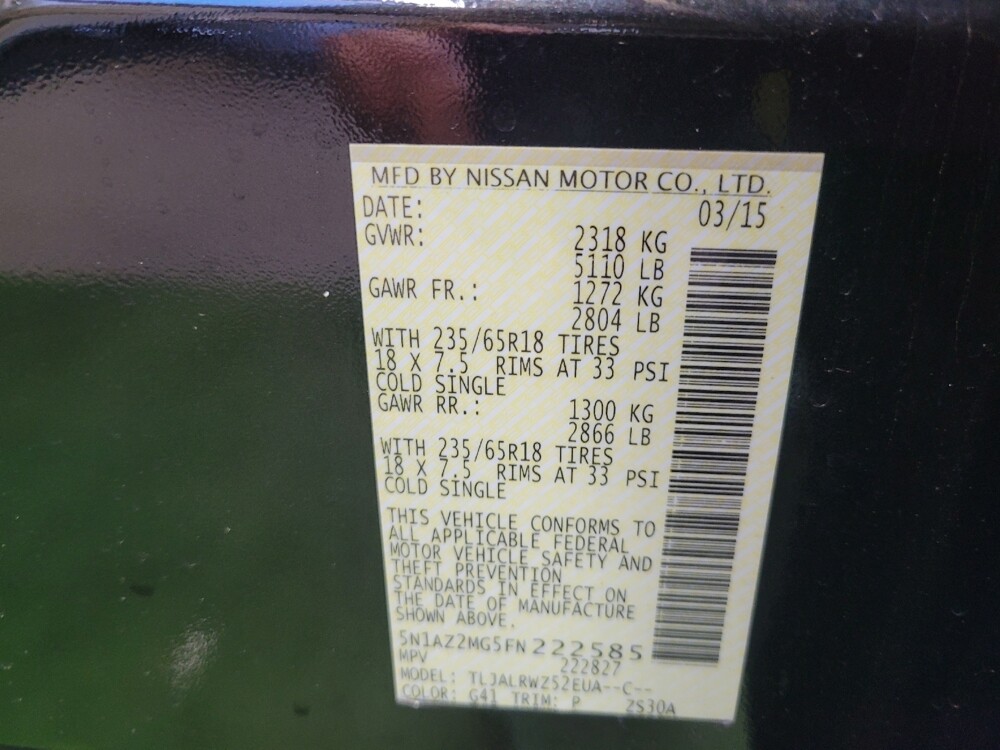 MFD BY NISSAN MOTOR CO., LTD.
DATE: 03/15
GVWR: 2318 KG
5110 LB
GAWR FR.: 1272 KG
2804 LB
WITH 235/65R18 TIRES
18 X 7.5 RIMS AT 33 PSI
COLD SINGLE
GAWR RR.: 1300 KG
2866 LB
WITH 235/65R18 TIRES
18 X 7.5 RIMS AT 33 PSI
COLD SINGLE
THIS VEHICLE CONFORMS TO
ALL APPLICABLE FEDERAL
MOTOR VEHICLE SAFETY AND
THEFT PREVENTION
STANDARDS IN EFFECT ON
THE DATE OF MANUFACTURE
SHOWN ABOVE.
5N1AZ2MG5FN222585
MPV 222827
MODEL: TLJALRWZ52EUA--C--
COLOR: G41 TRIM: P ZS30A